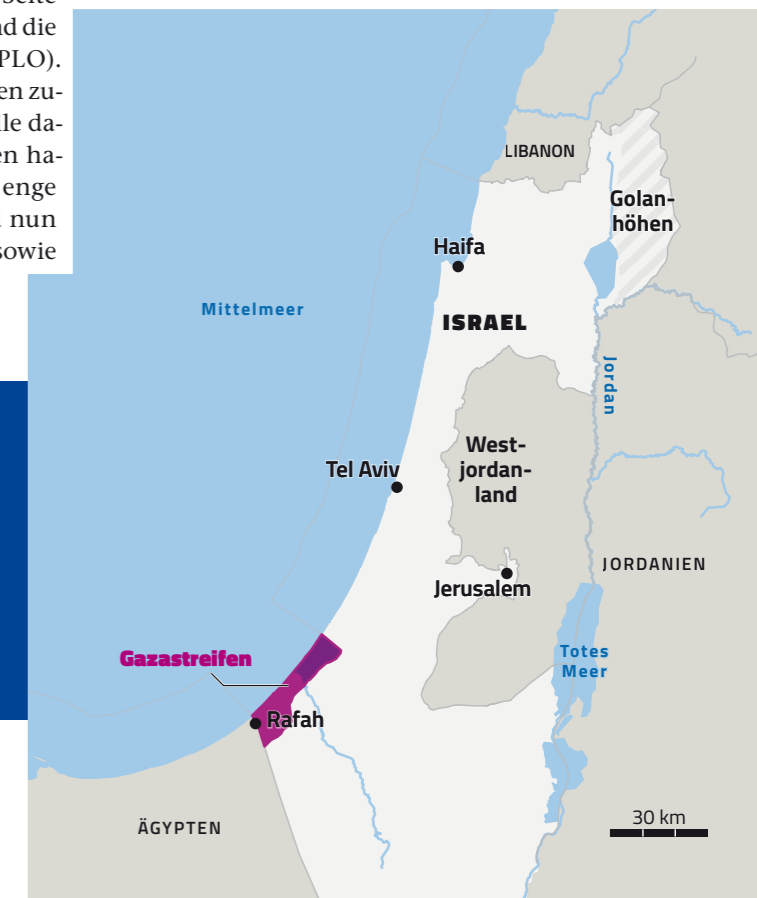 Seite
nd die
PLO).
en zu-
lle da-
en ha-
enge
nun
sowie
LIBANON
Golan-
höhen
Haifa
Mittelmeer
ISRAEL
Jordan
West-
jordan-
land
Tel Aviv
JORDANIEN
Jerusalem
Gazastreifen
Totes
Meer
Rafah
30 km
ÄGYPTEN